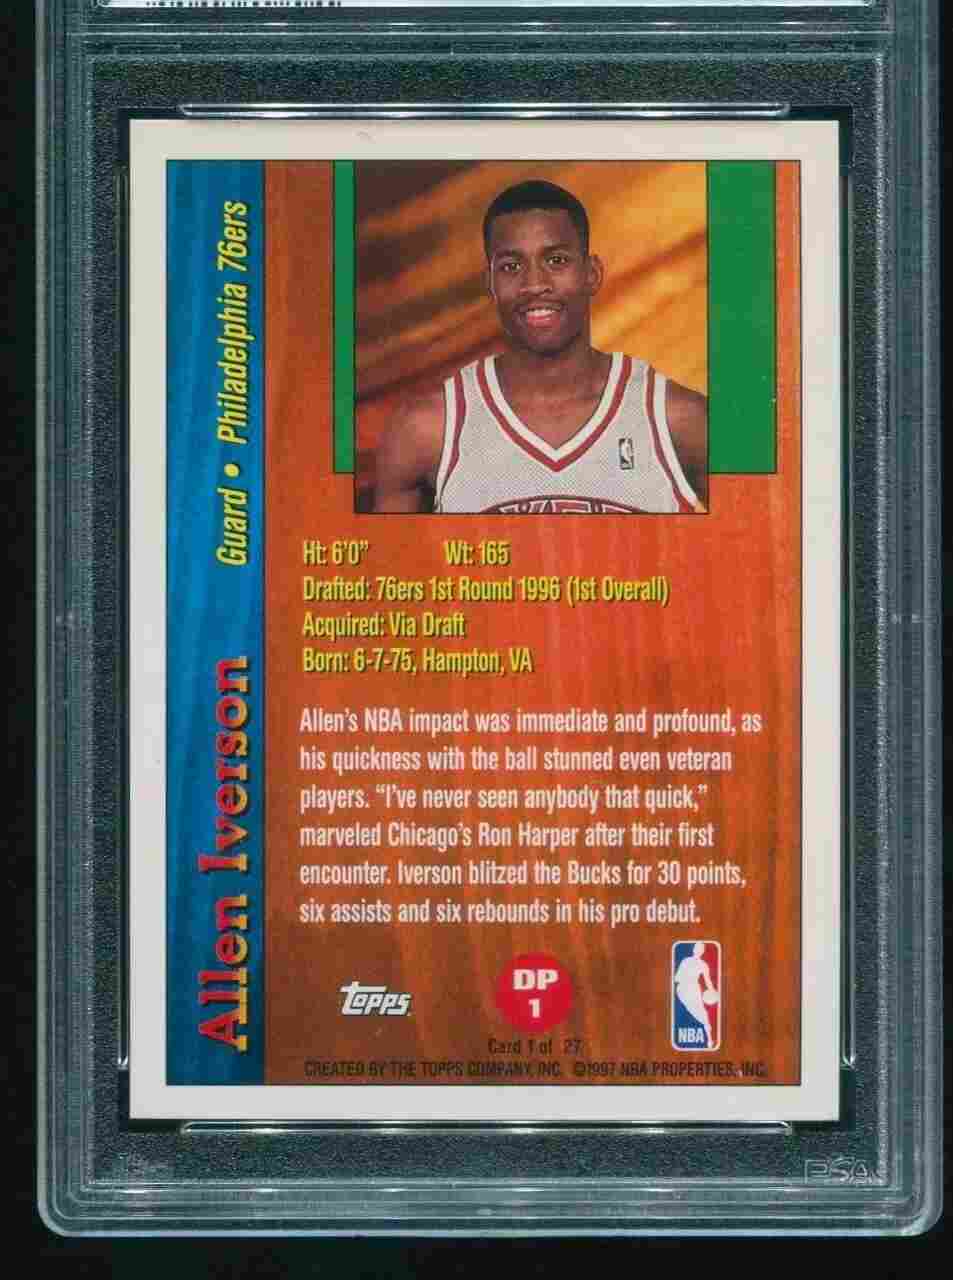 Allen Iverson
Guard • Philadelphia 76ers
Ht: 6'0" Wt: 165
Drafted: 76ers 1st Round 1996 (1st Overall)
Acquired: Via Draft
Born: 6-7-75, Hampton, VA
Allen's NBA impact was immediate and profound, as
his quickness with the ball stunned even veteran
players. "I've never seen anybody that quick,"
marveled Chicago's Ron Harper after their first
encounter. Iverson blitzed the Bucks for 30 points,
six assists and six rebounds in his pro debut.
Topps
DP
1
NBA
Card 1 of 27
CREATED BY THE TOPPS COMPANY, INC. ©1997 NBA PROPERTIES, INC.
PSA